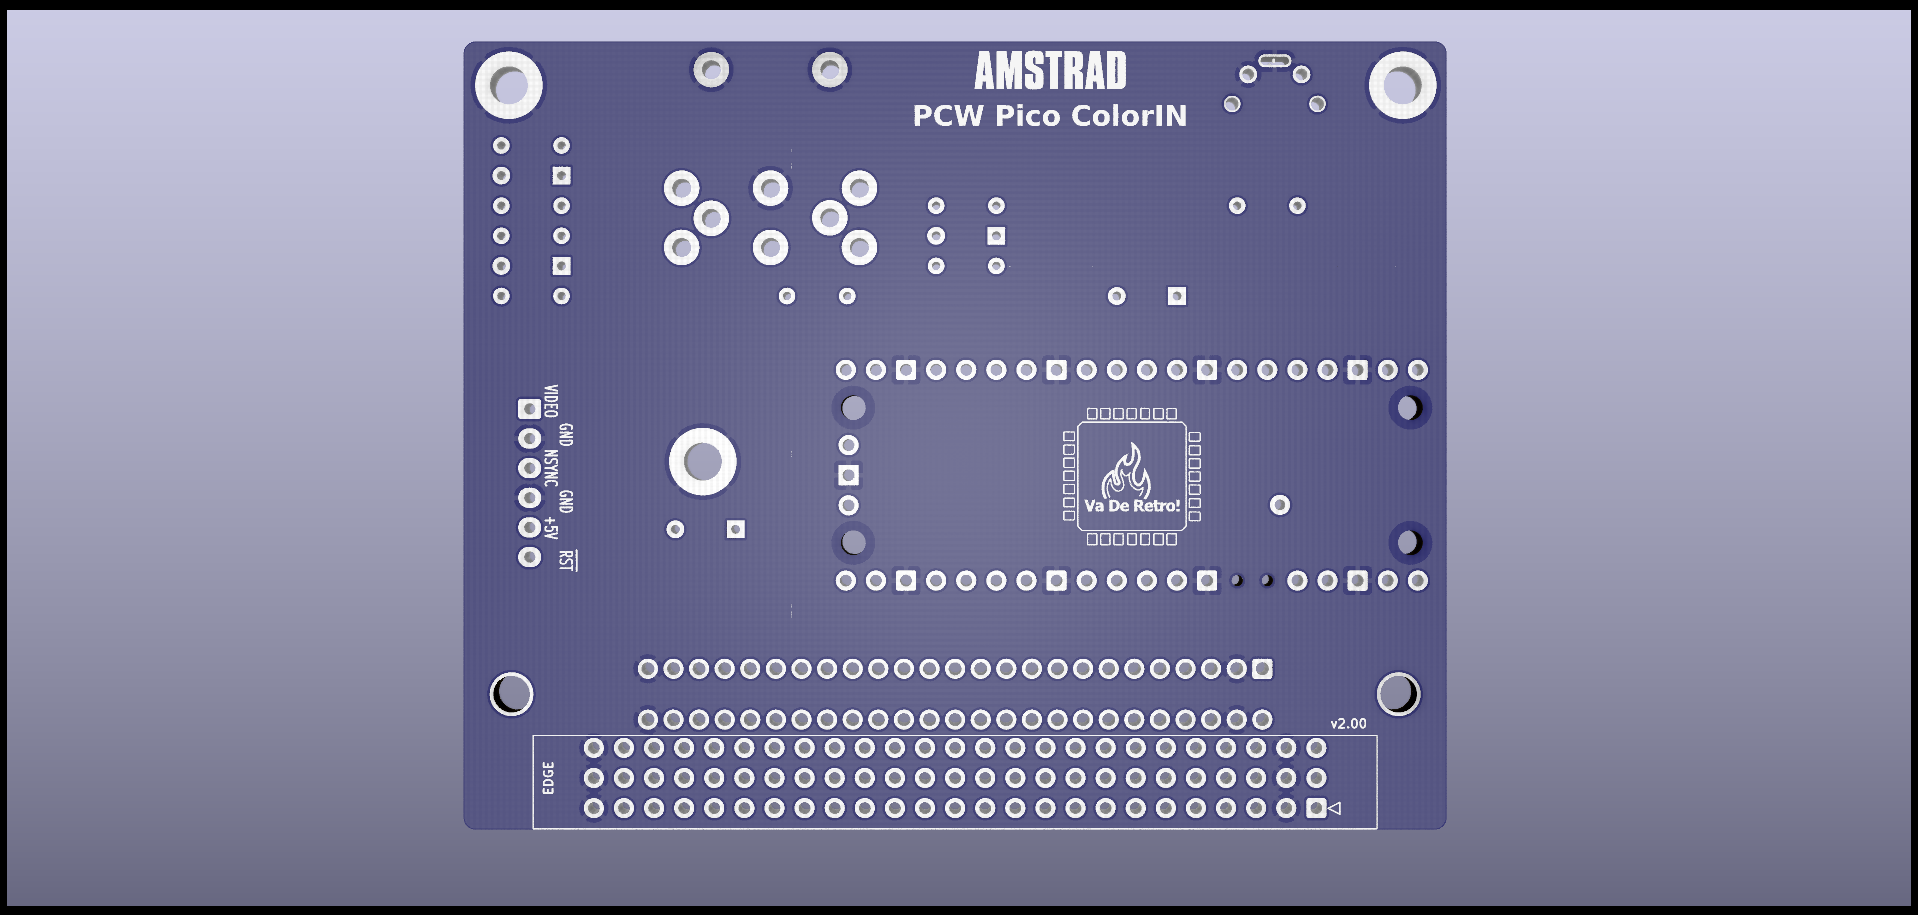 AMSTRAD
PCW Pico ColorIN
VIDEO
GND
NSYNC
GND
+5V
RST
Va De Retro!
v2.00
EDGE